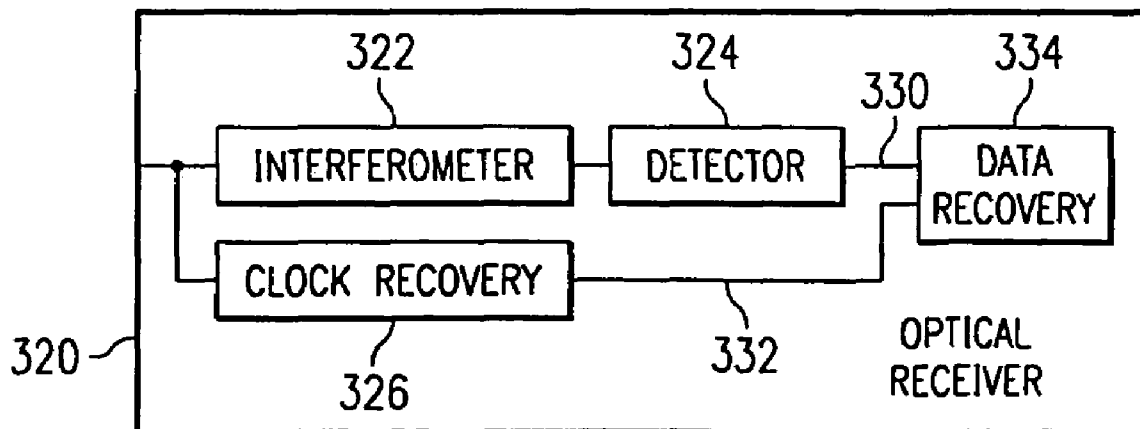 322
324
330
334
INTERFEROMETER
DETECTOR
DATA
RECOVERY
CLOCK RECOVERY
320
326
332
OPTICAL
RECEIVER